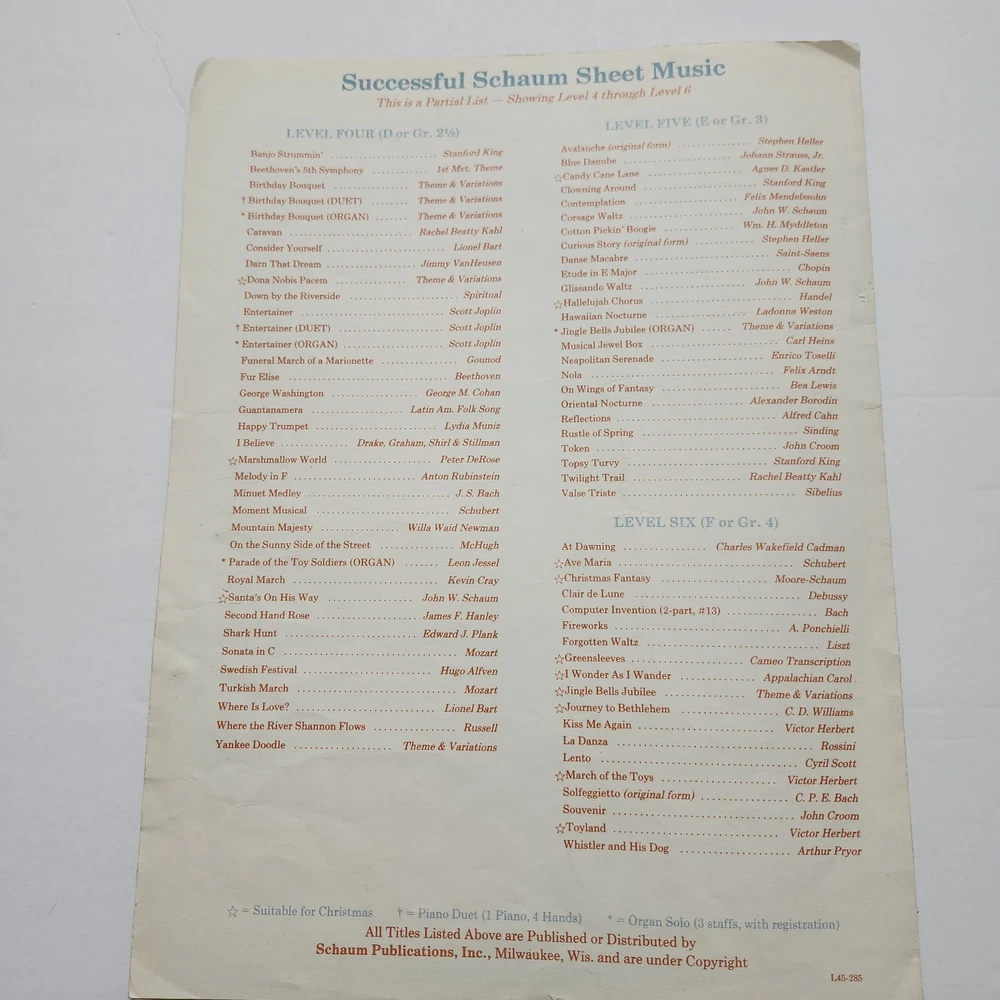 Successful Schaum Sheet Music
This is a Partial List — Showing Level 4 through Level 6
LEVEL FOUR (D or Gr. 2½)
Banjo Strummin' .......... Stanford King
Beethoven's 5th Symphony .......... 1st Mvt. Theme
Birthday Bouquet .......... Theme & Variations
† Birthday Bouquet (DUET) .......... Theme & Variations
* Birthday Bouquet (ORGAN) .......... Theme & Variations
Caravan .......... Rachel Beatty Kahl
Consider Yourself .......... Lionel Bart
Darn That Dream .......... Jimmy VanHeusen
☆Dona Nobis Pacem .......... Theme & Variations
Down by the Riverside .......... Spiritual
Entertainer .......... Scott Joplin
† Entertainer (DUET) .......... Scott Joplin
* Entertainer (ORGAN) .......... Scott Joplin
Funeral March of a Marionette .......... Gounod
Fur Elise .......... Beethoven
George Washington .......... George M. Cohan
Guantanamera .......... Latin Am. Folk Song
Happy Trumpet .......... Lydia Muniz
I Believe .......... Drake, Graham, Shirl & Stillman
☆Marshmallow World .......... Peter DeRose
Melody in F .......... Anton Rubinstein
Minuet Medley .......... J. S. Bach
Moment Musical .......... Schubert
Mountain Majesty .......... Willa Waid Newman
On the Sunny Side of the Street .......... McHugh
* Parade of the Toy Soldiers (ORGAN) .......... Leon Jessel
Royal March .......... Kevin Cray
☆Santa's On His Way .......... John W. Schaum
Second Hand Rose .......... James F. Hanley
Shark Hunt .......... Edward J. Plank
Sonata in C .......... Mozart
Swedish Festival .......... Hugo Alfven
Turkish March .......... Mozart
Where Is Love? .......... Lionel Bart
Where the River Shannon Flows .......... Russell
Yankee Doodle .......... Theme & Variations
LEVEL FIVE (E or Gr. 3)
Avalanche (original form) .......... Stephen Heller
Blue Danube .......... Johann Strauss, Jr.
☆Candy Cane Lane .......... Agnes D. Kastler
Clowning Around .......... Stanford King
Contemplation .......... Felix Mendelssohn
Corsage Waltz .......... John W. Schaum
Cotton Pickin' Boogie .......... Wm. H. Myddleton
Curious Story (original form) .......... Stephen Heller
Danse Macabre .......... Saint-Saens
Etude in E Major .......... Chopin
Glissando Waltz .......... John W. Schaum
☆Hallelujah Chorus .......... Handel
Hawaiian Nocturne .......... Ladonna Weston
* Jingle Bells Jubilee (ORGAN) .......... Theme & Variations
Musical Jewel Box .......... Carl Heins
Neapolitan Serenade .......... Enrico Toselli
Nola .......... Felix Arndt
On Wings of Fantasy .......... Bea Lewis
Oriental Nocturne .......... Alexander Borodin
Reflections .......... Alfred Cahn
Rustle of Spring .......... Sinding
Token .......... John Croom
Topsy Turvy .......... Stanford King
Twilight Trail .......... Rachel Beatty Kahl
Valse Triste .......... Sibelius
LEVEL SIX (F or Gr. 4)
At Dawning .......... Charles Wakefield Cadman
☆Ave Maria .......... Schubert
☆Christmas Fantasy .......... Moore-Schaum
Clair de Lune .......... Debussy
Computer Invention (2-part, #13) .......... Bach
Fireworks .......... A. Ponchielli
Forgotten Waltz .......... Liszt
☆Greensleeves .......... Cameo Transcription
☆I Wonder As I Wander .......... Appalachian Carol
☆Jingle Bells Jubilee .......... Theme & Variations
☆Journey to Bethlehem .......... C. D. Williams
Kiss Me Again .......... Victor Herbert
La Danza .......... Rossini
Lento .......... Cyril Scott
☆March of the Toys .......... Victor Herbert
Solfeggietto (original form) .......... C. P. E. Bach
Souvenir .......... John Croom
☆Toyland .......... Victor Herbert
Whistler and His Dog .......... Arthur Pryor
☆ = Suitable for Christmas † = Piano Duet (1 Piano, 4 Hands) * = Organ Solo (3 staffs, with registration)
All Titles Listed Above are Published or Distributed by
Schaum Publications, Inc., Milwaukee, Wis. and are under Copyright
L45-285